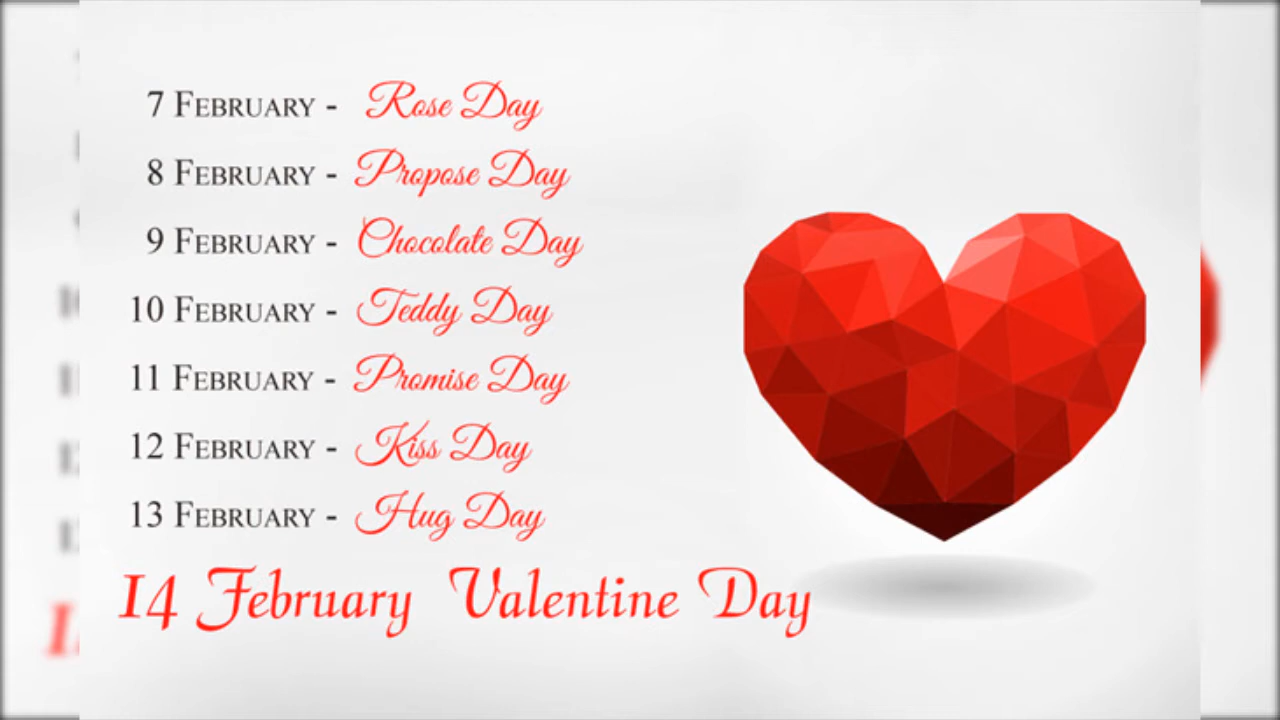 7 February - Rose Day
8 February - Propose Day
9 February - Chocolate Day
10 February - Teddy Day
11 February - Promise Day
12 February - Kiss Day
13 February - Hug Day
14 February Valentine Day